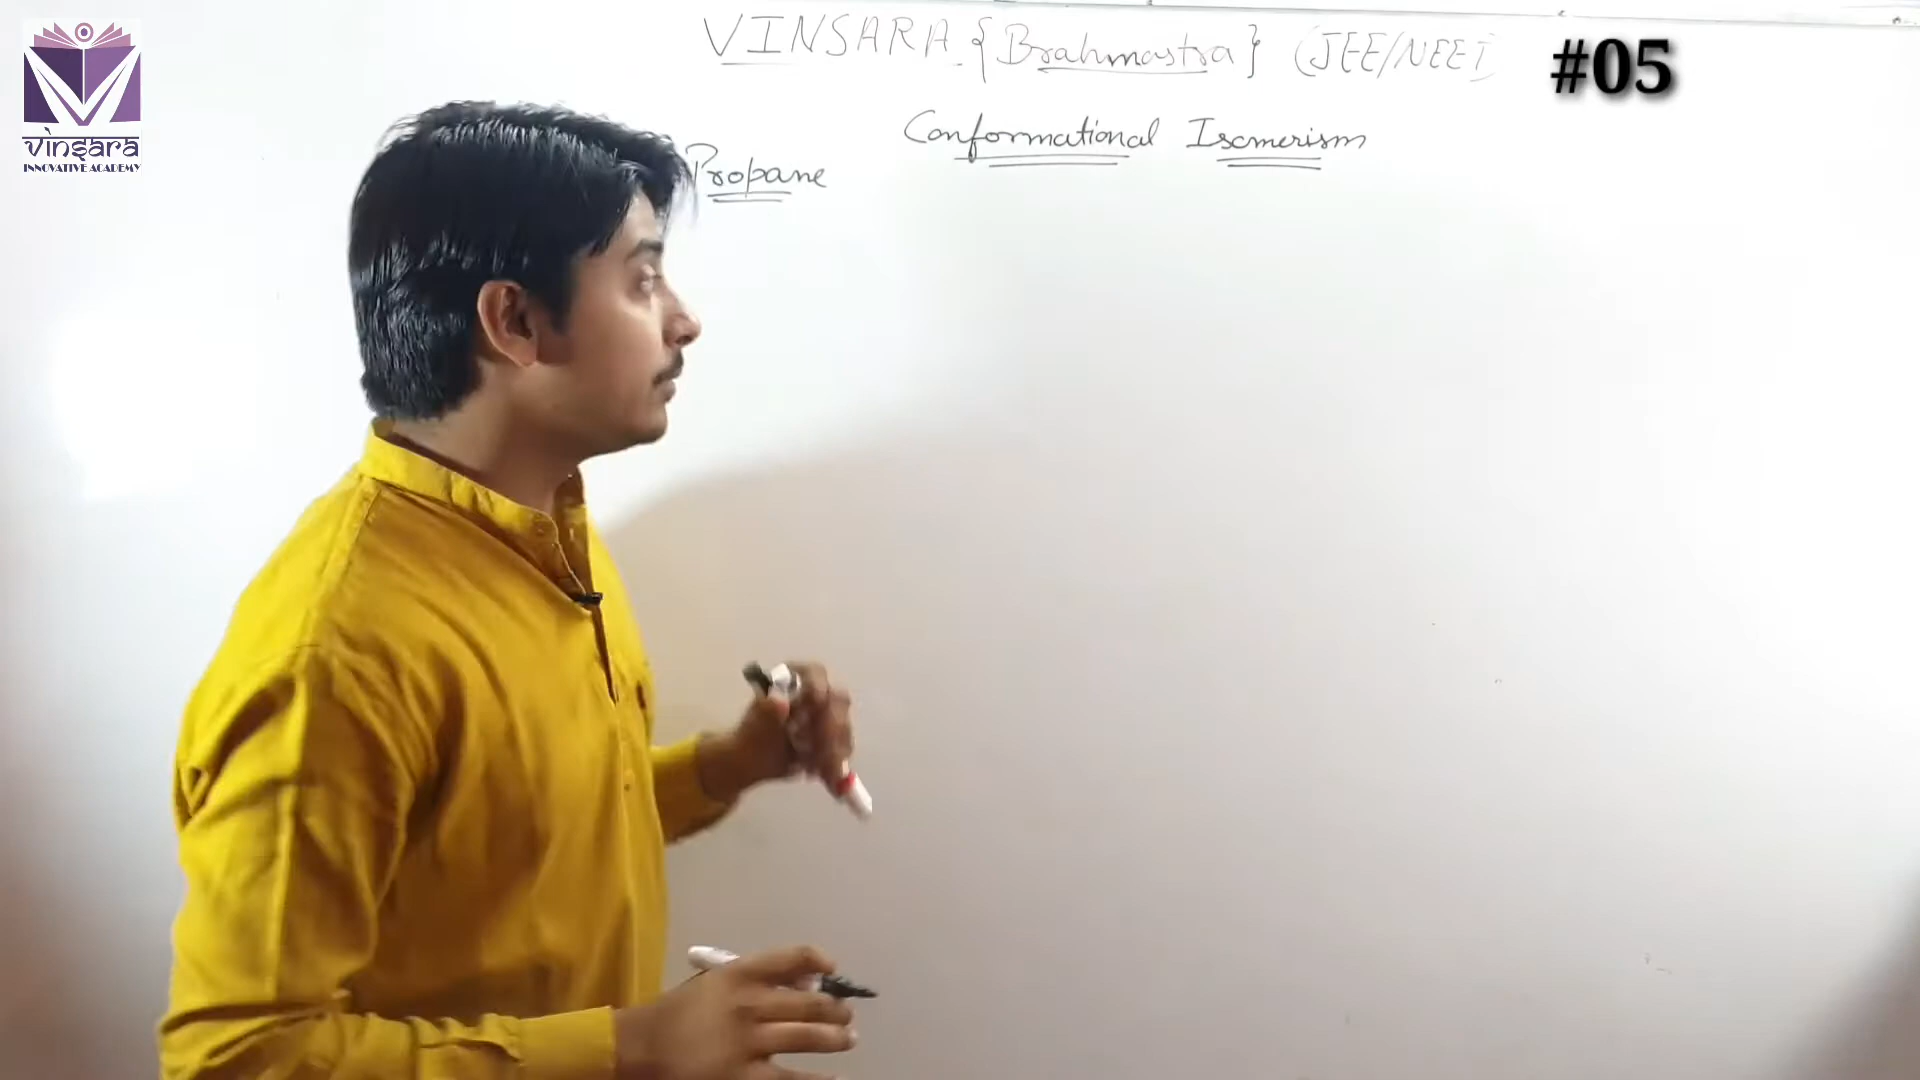 VINSARA {Brahmastra} (JEE/NEET)
#05
Conformational Isomerism
Propane
vinsara
INNOVATIVE ACADEMY